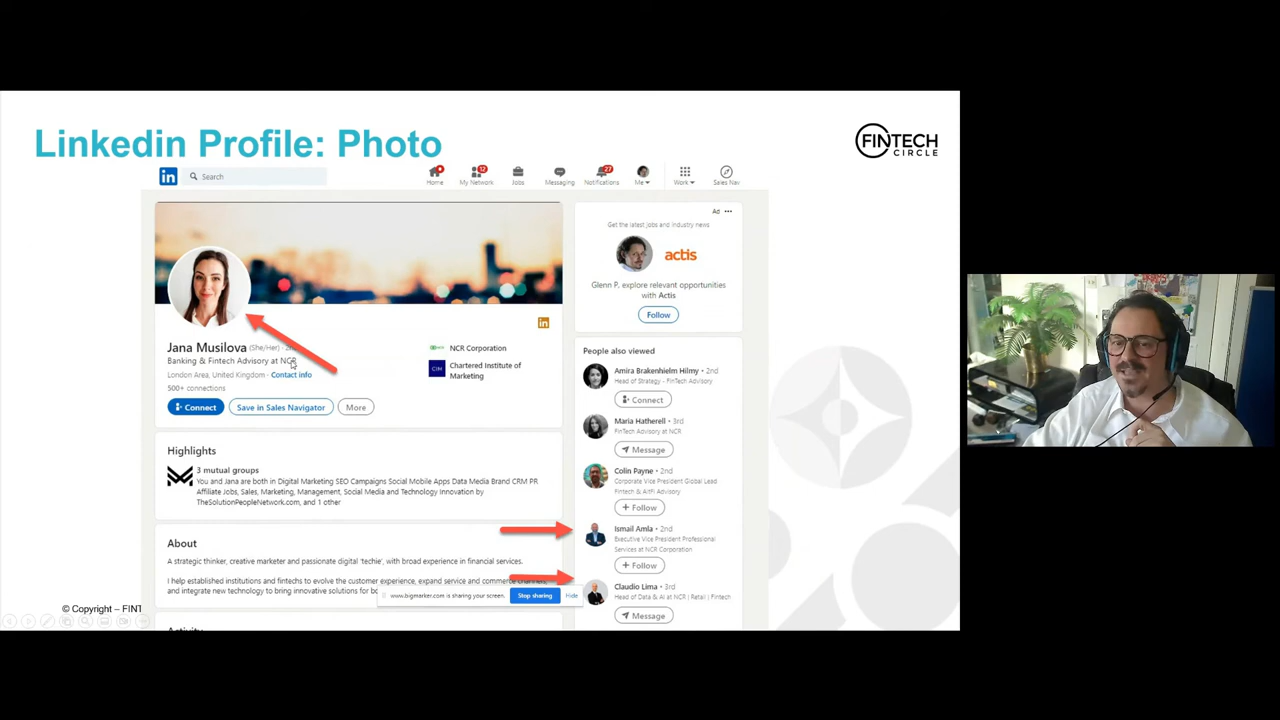 Linkedin Profile: Photo
FINTECH
CIRCLE
Search
Home
12
My Network
Jobs
Messaging
27
Notifications
Me
Work
Sales Nav
Jana Musilova (She/Her)
Banking & Fintech Advisory at NCR
London Area, United Kingdom · Contact info
500+ connections
Connect
Save in Sales Navigator
More
in
NCR Corporation
CIM
Chartered Institute of
Marketing
Highlights
3 mutual groups
You and Jana are both in Digital Marketing SEO Campaigns Social Mobile Apps Data Media Brand CRM PR
Affiliate Jobs, Sales, Marketing, Management, Social Media and Technology Innovation by
TheSolutionPeopleNetwork.com, and 1 other
About
A strategic thinker, creative marketer and passionate digital 'techie', with broad experience in financial services.
I help established institutions and fintechs to evolve the customer experience, expand service and commerce channels,
and integrate new technology to bring innovative solutions for
Activity
Ad
Get the latest jobs and industry news
actis
Glenn P, explore relevant opportunities
with Actis
Follow
People also viewed
Amira Brakenhielm Hilmy • 2nd
Head of Strategy - FinTech Advisory
Connect
Maria Hatherell • 3rd
FinTech Advisory at NCR
Message
Colin Payne • 2nd
Corporate Vice President Global Lead
Fintech & Advisory
+ Follow
Ismail Amla • 2nd
Executive Vice President Professional
Services at NCR Corporation
+ Follow
Claudio Lima • 3rd
Head of Data & AI at NCR | Retail | Fintech
Message
www.bigmarker.com is sharing your screen.
Stop sharing
Hide
© Copyright – FINT